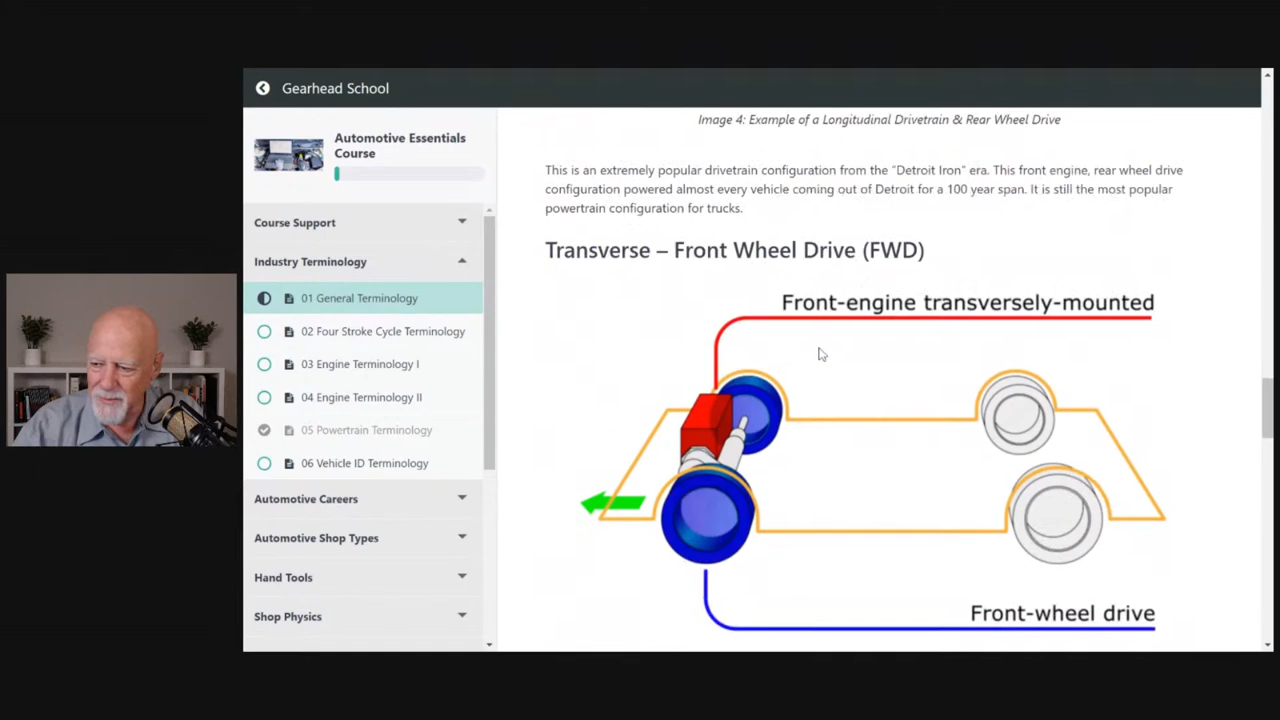 Gearhead School
Automotive Essentials
Course
Course Support
Industry Terminology
01 General Terminology
02 Four Stroke Cycle Terminology
03 Engine Terminology I
04 Engine Terminology II
05 Powertrain Terminology
06 Vehicle ID Terminology
Automotive Careers
Automotive Shop Types
Hand Tools
Shop Physics
Image 4: Example of a Longitudinal Drivetrain & Rear Wheel Drive
This is an extremely popular drivetrain configuration from the “Detroit Iron” era. This front engine, rear wheel drive
configuration powered almost every vehicle coming out of Detroit for a 100 year span. It is still the most popular
powertrain configuration for trucks.
Transverse – Front Wheel Drive (FWD)
Front-engine transversely-mounted
Front-wheel drive